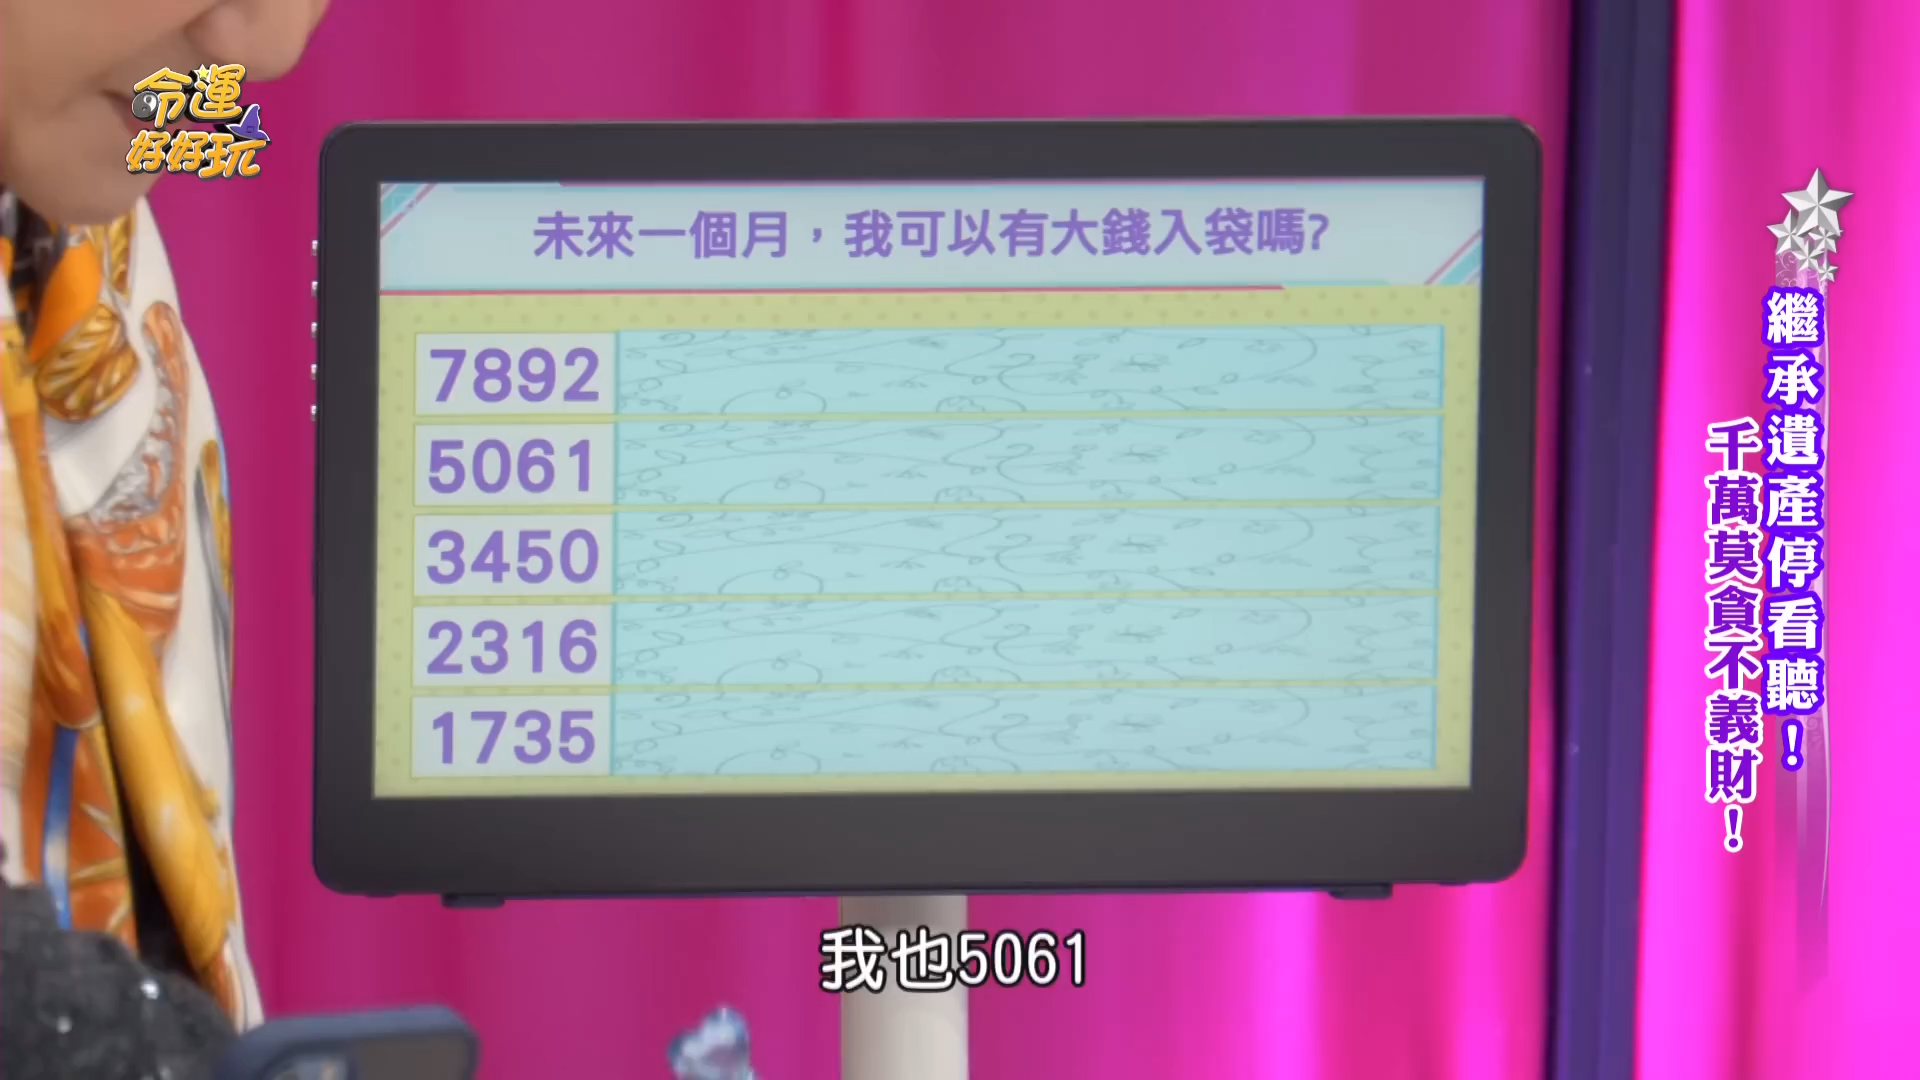 命運
好好玩
未來一個月，我可以有大錢入袋嗎?
7892
5061
3450
2316
1735
繼承遺產停看聽！
千萬莫貪不義財！
我也5061